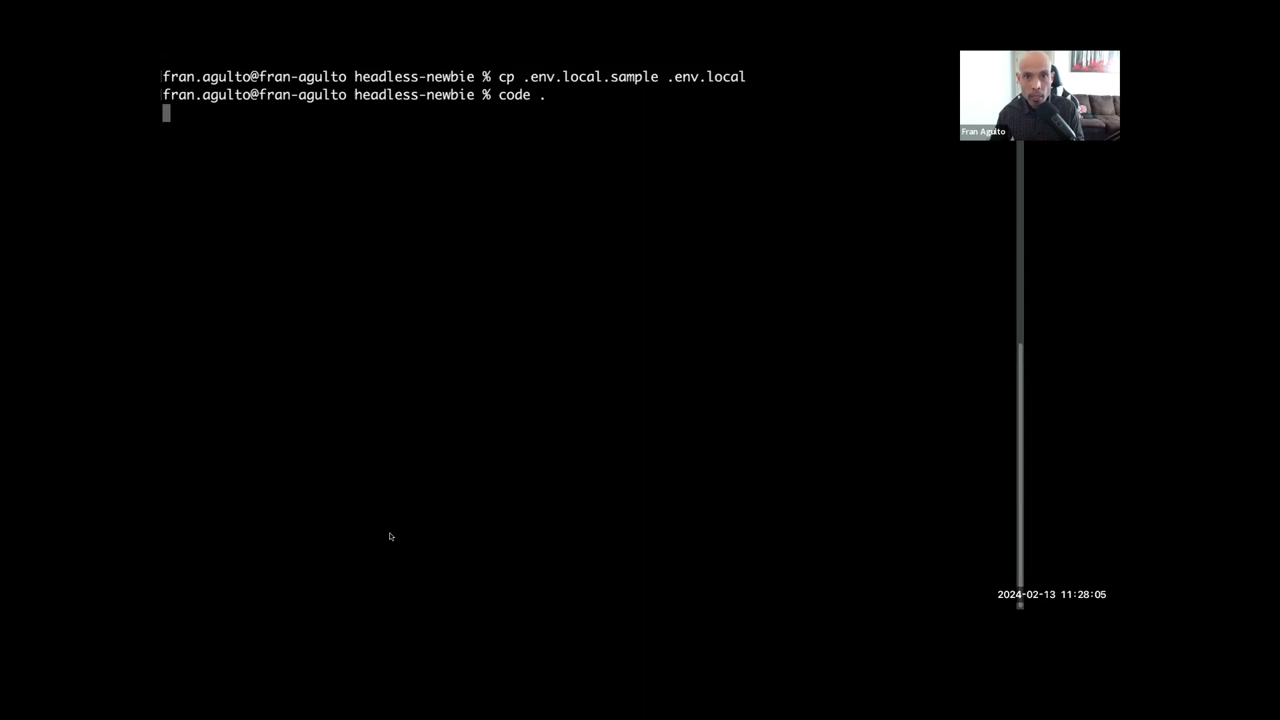 fran.agulto@fran-agulto headless-newbie % cp .env.local.sample .env.local
fran.agulto@fran-agulto headless-newbie % code .
Fran Agulto
2024-02-13 11:28:05